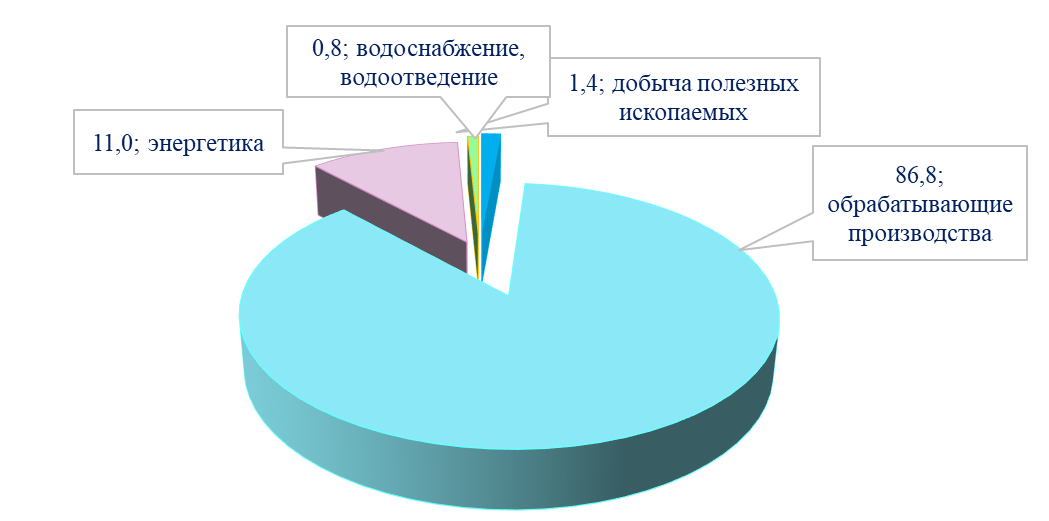 0,8; водоснабжение,
водоотведение
1,4; добыча полезных
ископаемых
11,0; энергетика
86,8;
обрабатывающие
производства